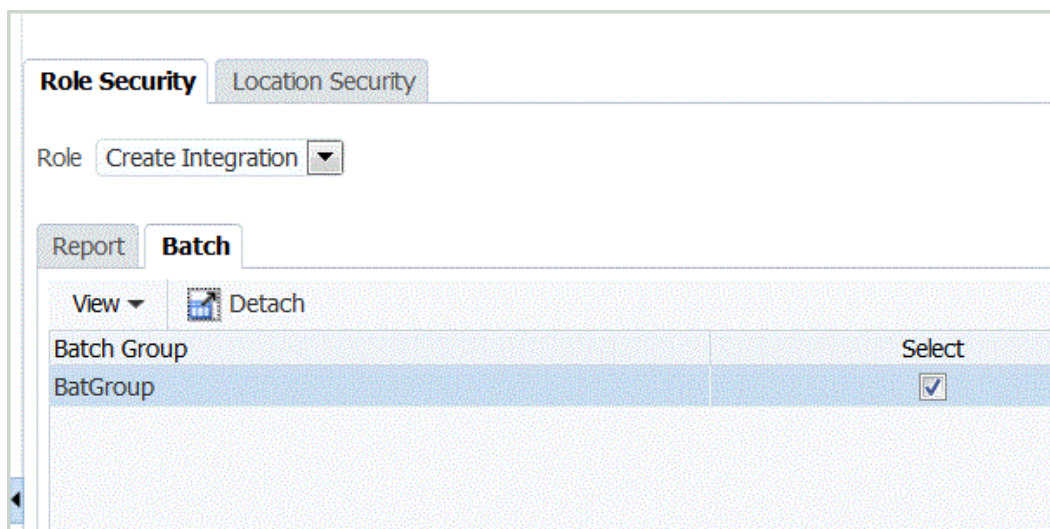 Role Security Location Security
Role Create Integration
Report Batch
View Detach
Batch Group Select
BatGroup